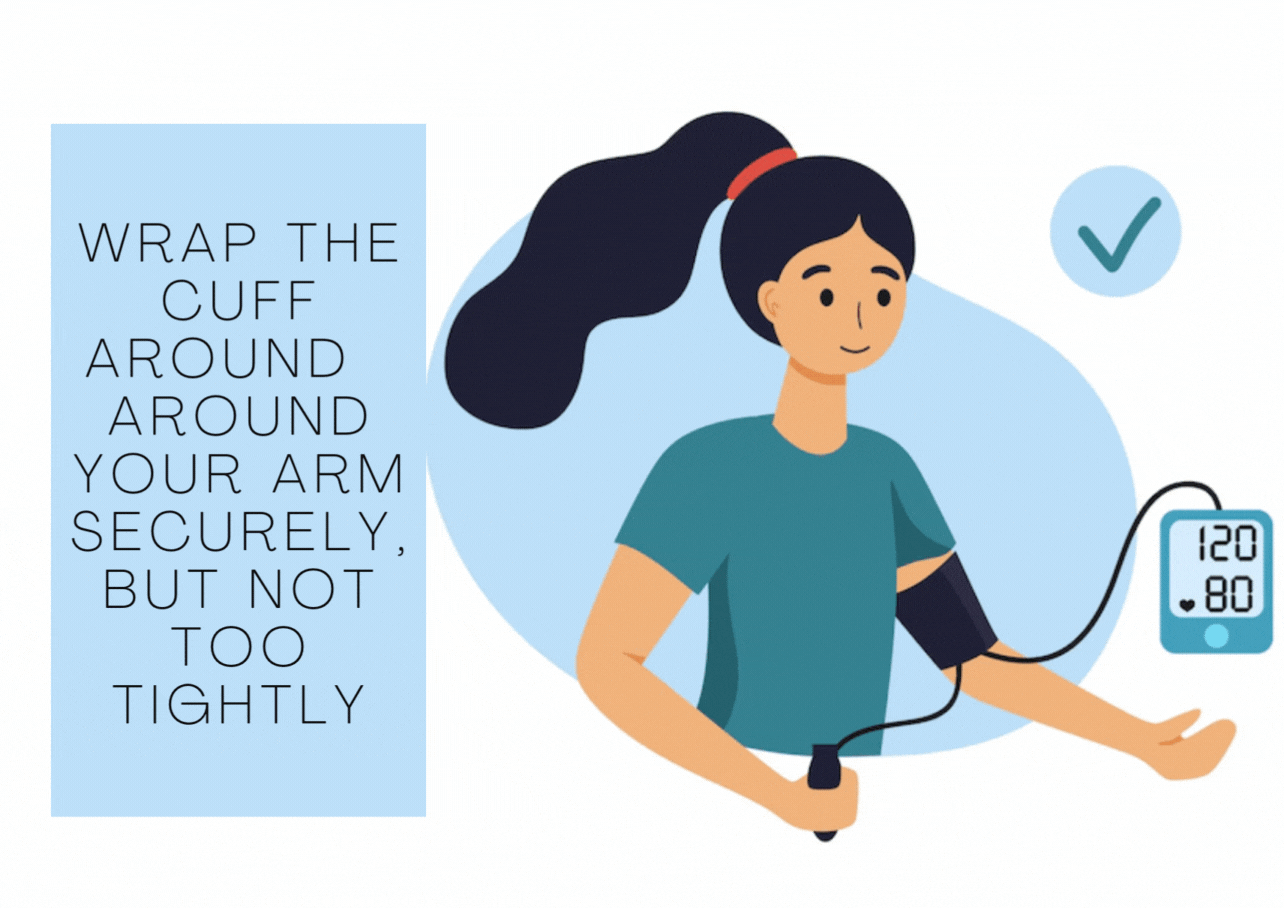 WRAP THE
CUFF
AROUND
AROUND
YOUR ARM
SECURELY,
BUT NOT
TOO
TIGHTLY
120
80